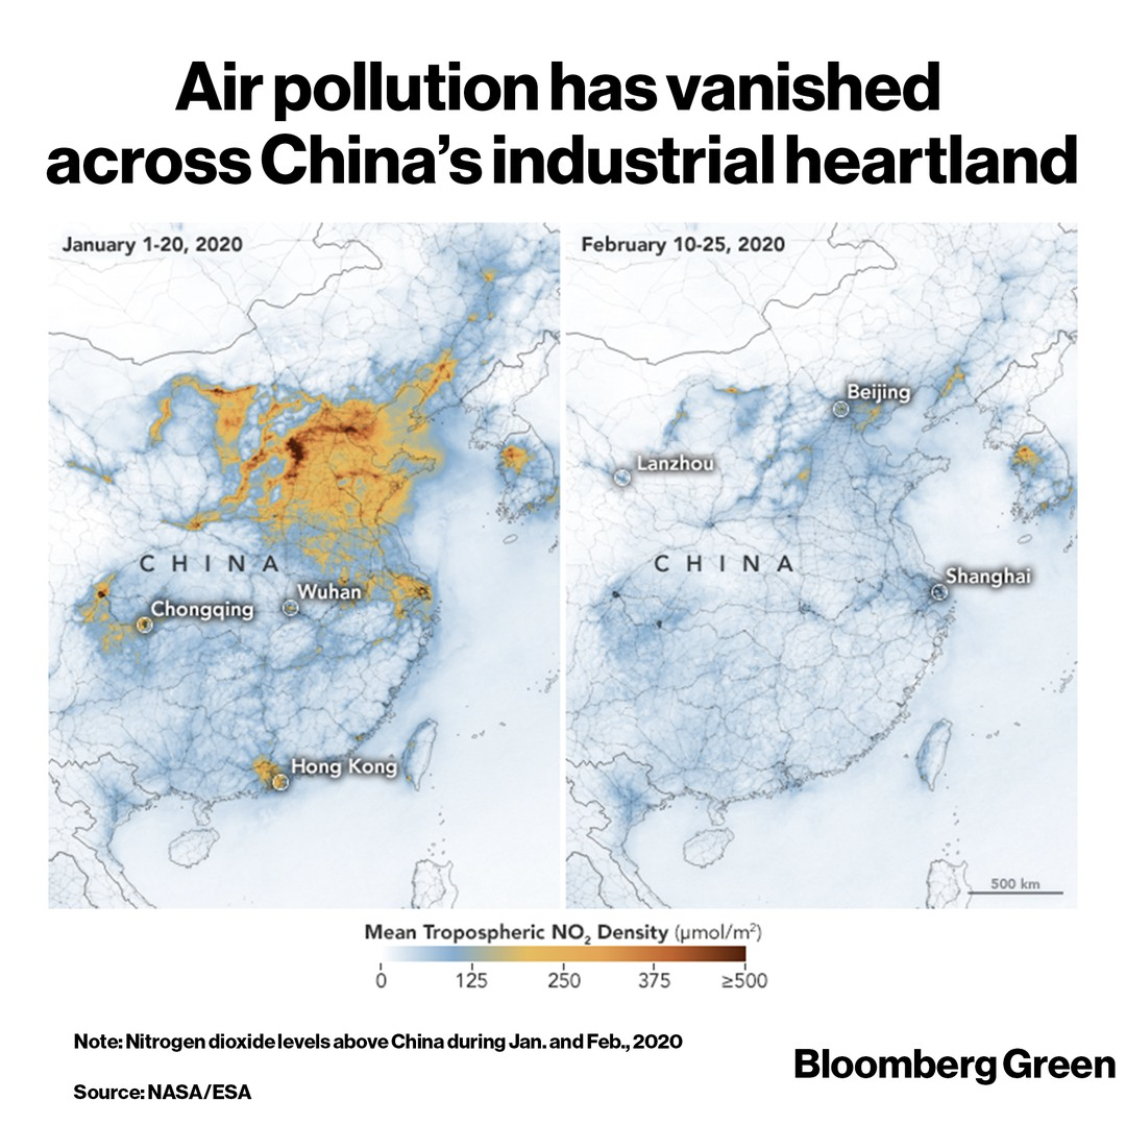 Air pollution has vanished
across China’s industrial heartland
January 1-20, 2020
February 10-25, 2020
Beijing
Lanzhou
CHINA
CHINA
Shanghai
Wuhan
Chongqing
Hong Kong
500 km
Mean Tropospheric NO₂ Density (µmol/m²)
0 125 250 375 ≥500
Note: Nitrogen dioxide levels above China during Jan. and Feb., 2020
Bloomberg Green
Source: NASA/ESA